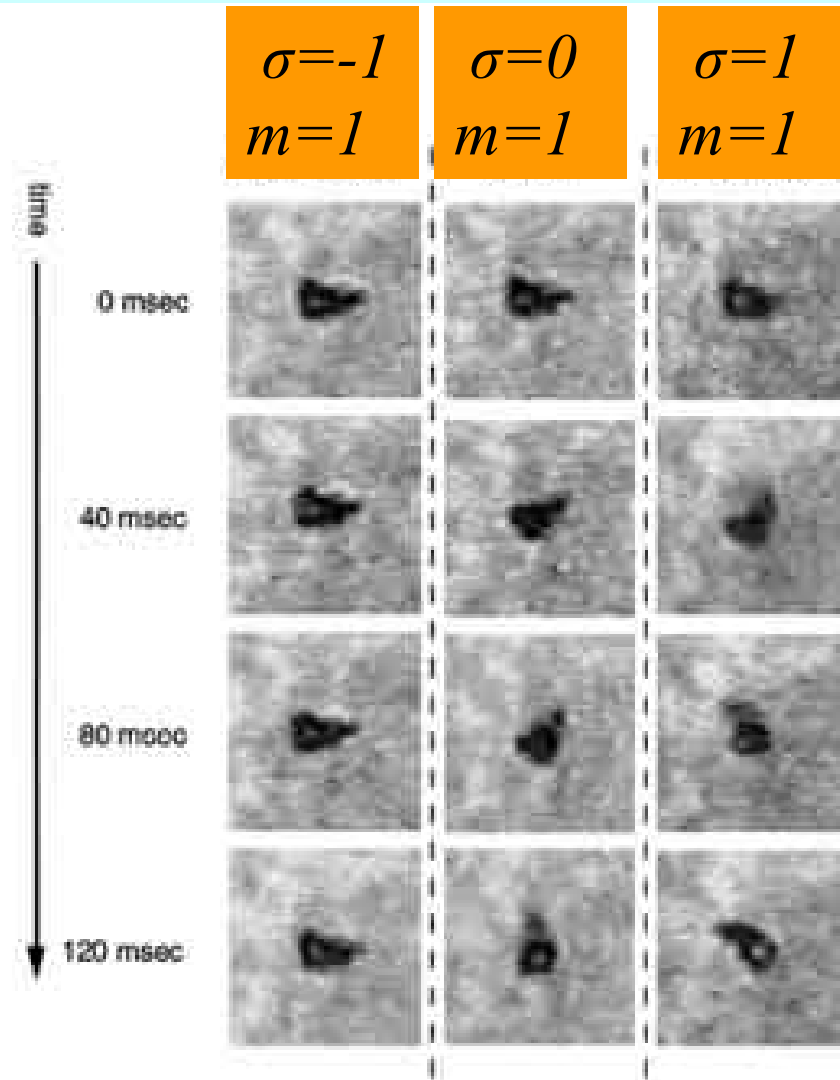 σ=-1
m=1
σ=0
m=1
σ=1
m=1
time
0 msec
40 msec
80 msec
120 msec